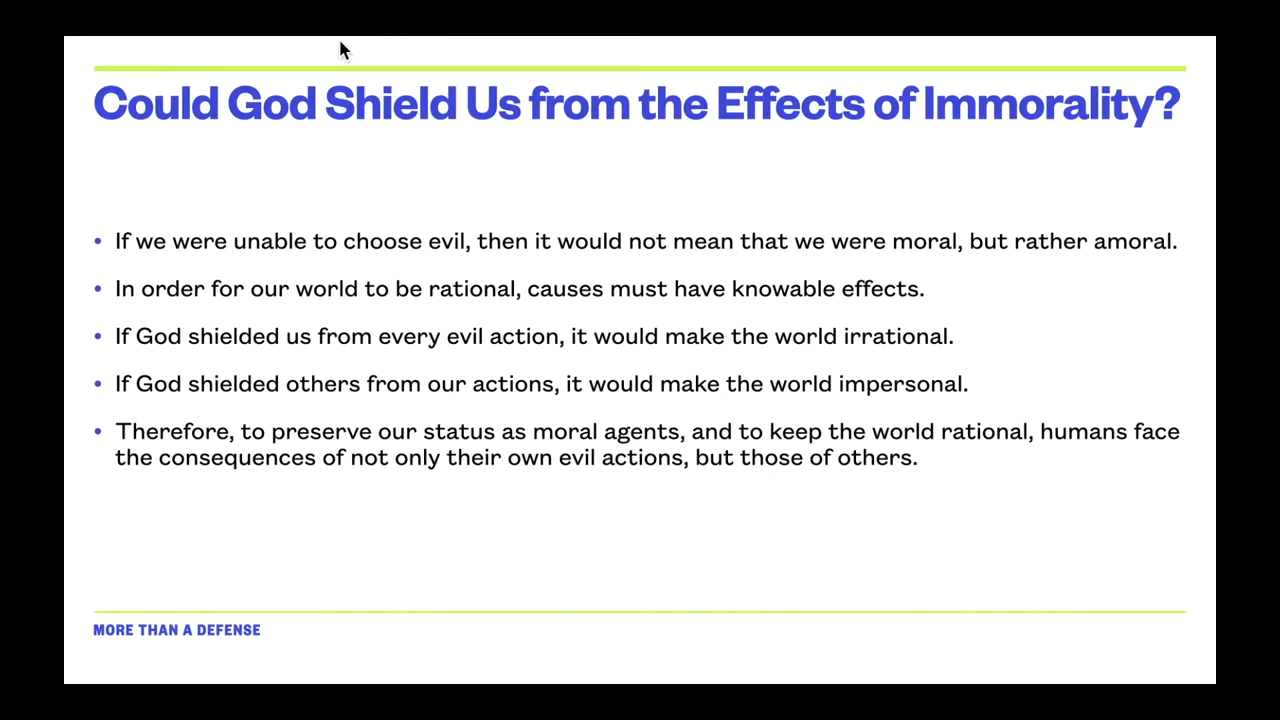 Could God Shield Us from the Effects of Immorality?
• If we were unable to choose evil, then it would not mean that we were moral, but rather amoral.
• In order for our world to be rational, causes must have knowable effects.
• If God shielded us from every evil action, it would make the world irrational.
• If God shielded others from our actions, it would make the world impersonal.
• Therefore, to preserve our status as moral agents, and to keep the world rational, humans face
the consequences of not only their own evil actions, but those of others.
MORE THAN A DEFENSE